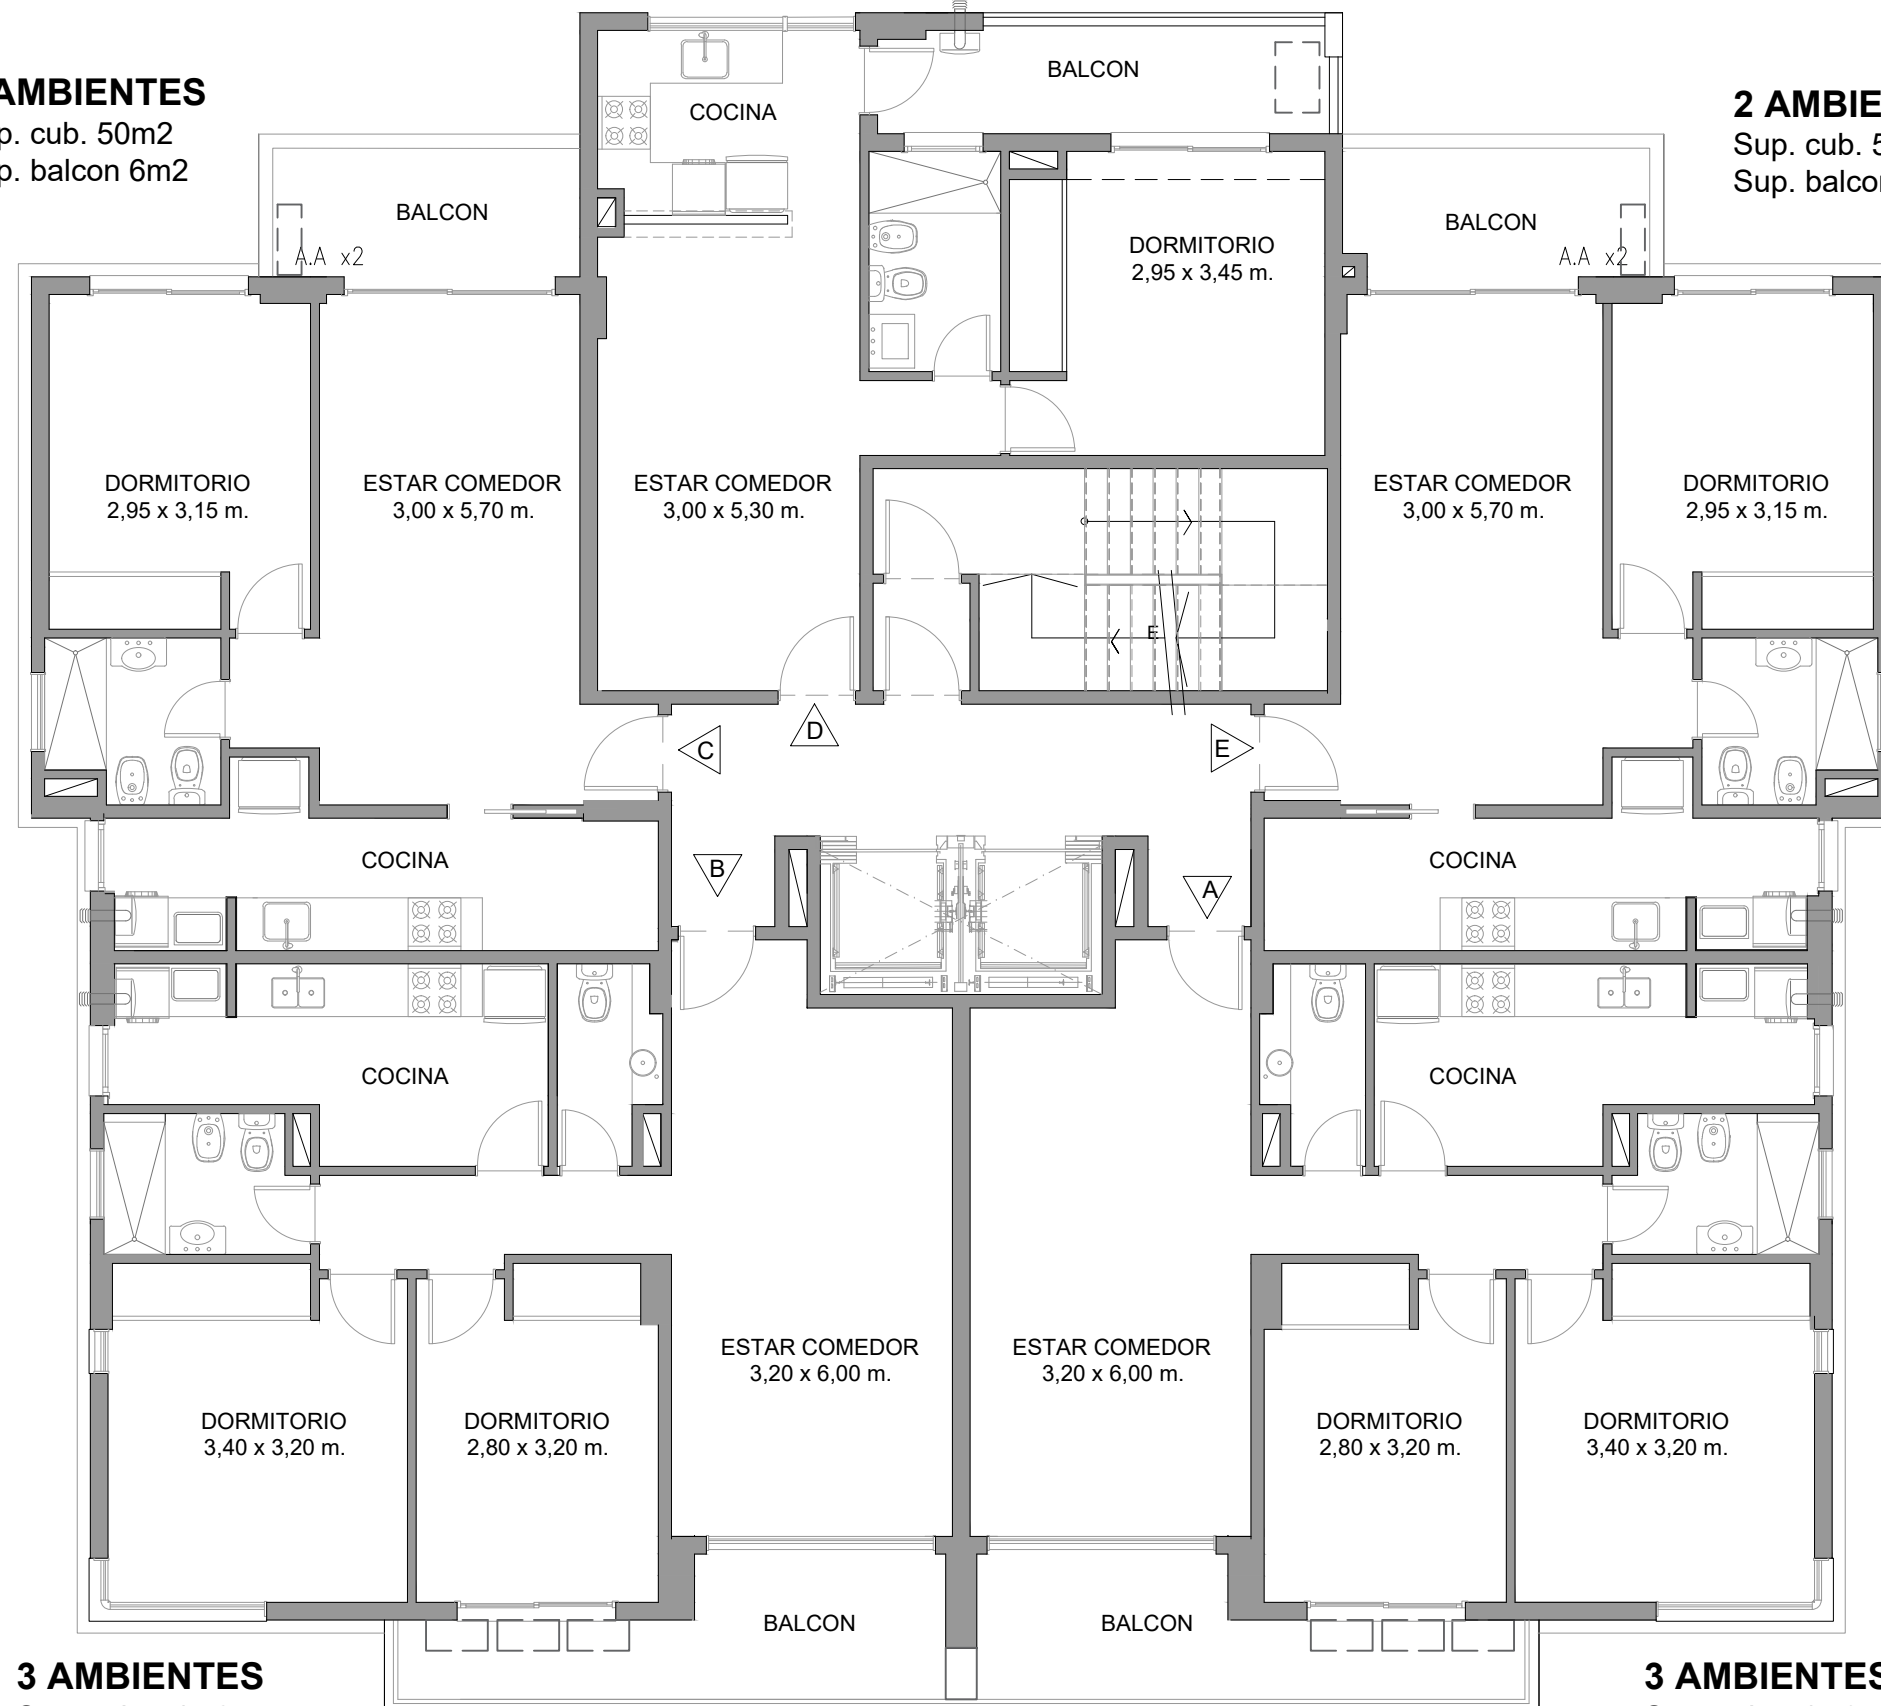 AMBIENTES
p. cub. 50m2
p. balcon 6m2
2 AMBIE
Sup. cub. 5
Sup. balco
BALCON
COCINA
BALCON
A.A x2
DORMITORIO
2,95 x 3,45 m.
BALCON
A.A x2
DORMITORIO
2,95 x 3,15 m.
ESTAR COMEDOR
3,00 x 5,70 m.
ESTAR COMEDOR
3,00 x 5,30 m.
ESTAR COMEDOR
3,00 x 5,70 m.
DORMITORIO
2,95 x 3,15 m.
C
D
E
B
A
COCINA
COCINA
COCINA
COCINA
ESTAR COMEDOR
3,20 x 6,00 m.
ESTAR COMEDOR
3,20 x 6,00 m.
DORMITORIO
3,40 x 3,20 m.
DORMITORIO
2,80 x 3,20 m.
DORMITORIO
2,80 x 3,20 m.
DORMITORIO
3,40 x 3,20 m.
BALCON
BALCON
3 AMBIENTES
3 AMBIENTES